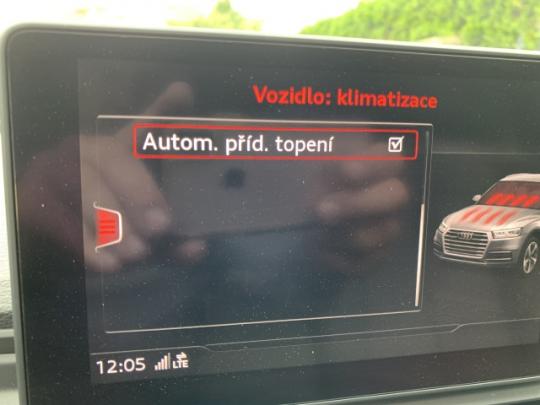 Vozidlo: klimatizace
Autom. příd. topení
12:05 LTE